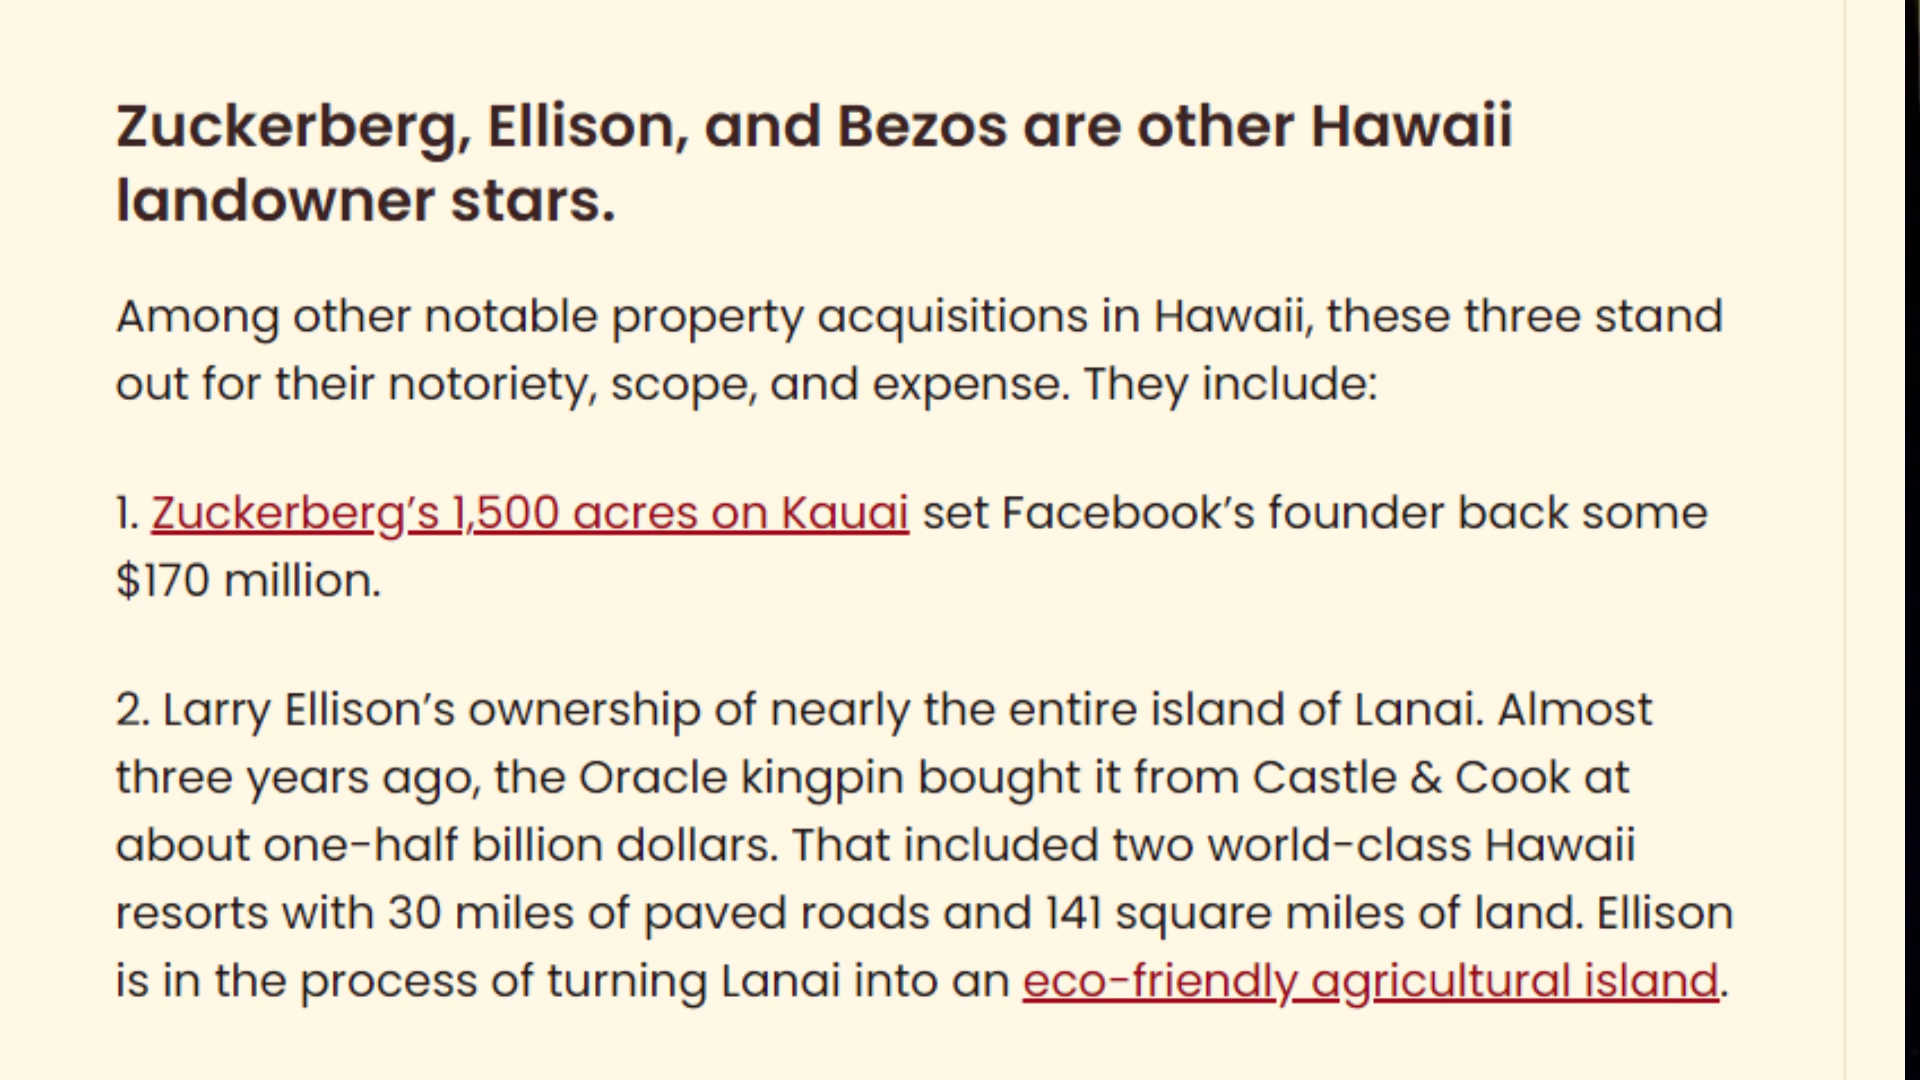 Zuckerberg, Ellison, and Bezos are other Hawaii
landowner stars.
Among other notable property acquisitions in Hawaii, these three stand
out for their notoriety, scope, and expense. They include:
1. Zuckerberg’s 1,500 acres on Kauai set Facebook’s founder back some
$170 million.
2. Larry Ellison’s ownership of nearly the entire island of Lanai. Almost
three years ago, the Oracle kingpin bought it from Castle & Cook at
about one-half billion dollars. That included two world-class Hawaii
resorts with 30 miles of paved roads and 141 square miles of land. Ellison
is in the process of turning Lanai into an eco-friendly agricultural island.